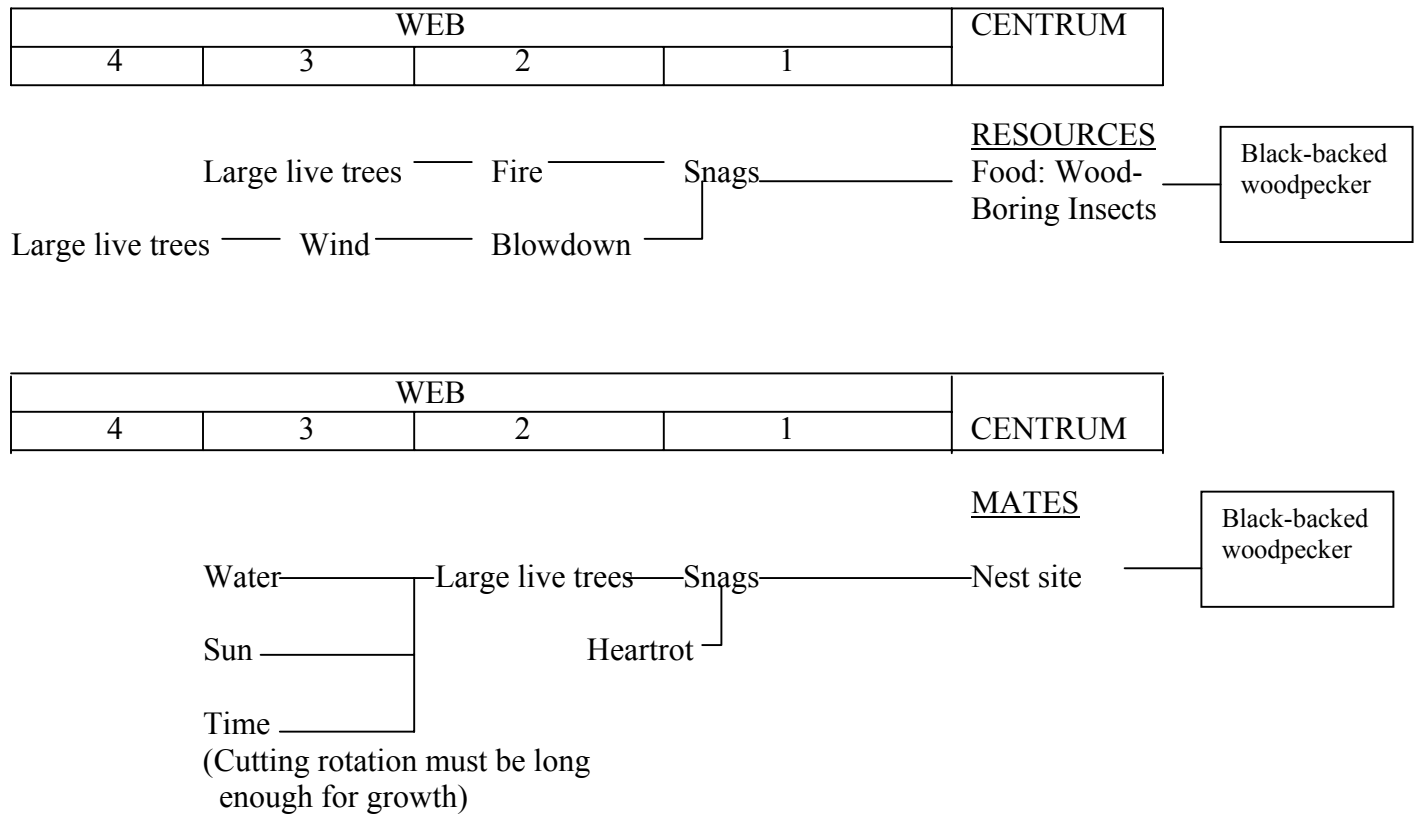 WEB CENTRUM
4 3 2 1
RESOURCES
Large live trees Fire Snags Food: Wood-
Boring Insects
Black-backed
woodpecker
Large live trees Wind Blowdown
WEB
4 3 2 1 CENTRUM
MATES
Black-backed
woodpecker
Water Large live trees Snags Nest site
Sun Heartrot
Time
(Cutting rotation must be long
enough for growth)